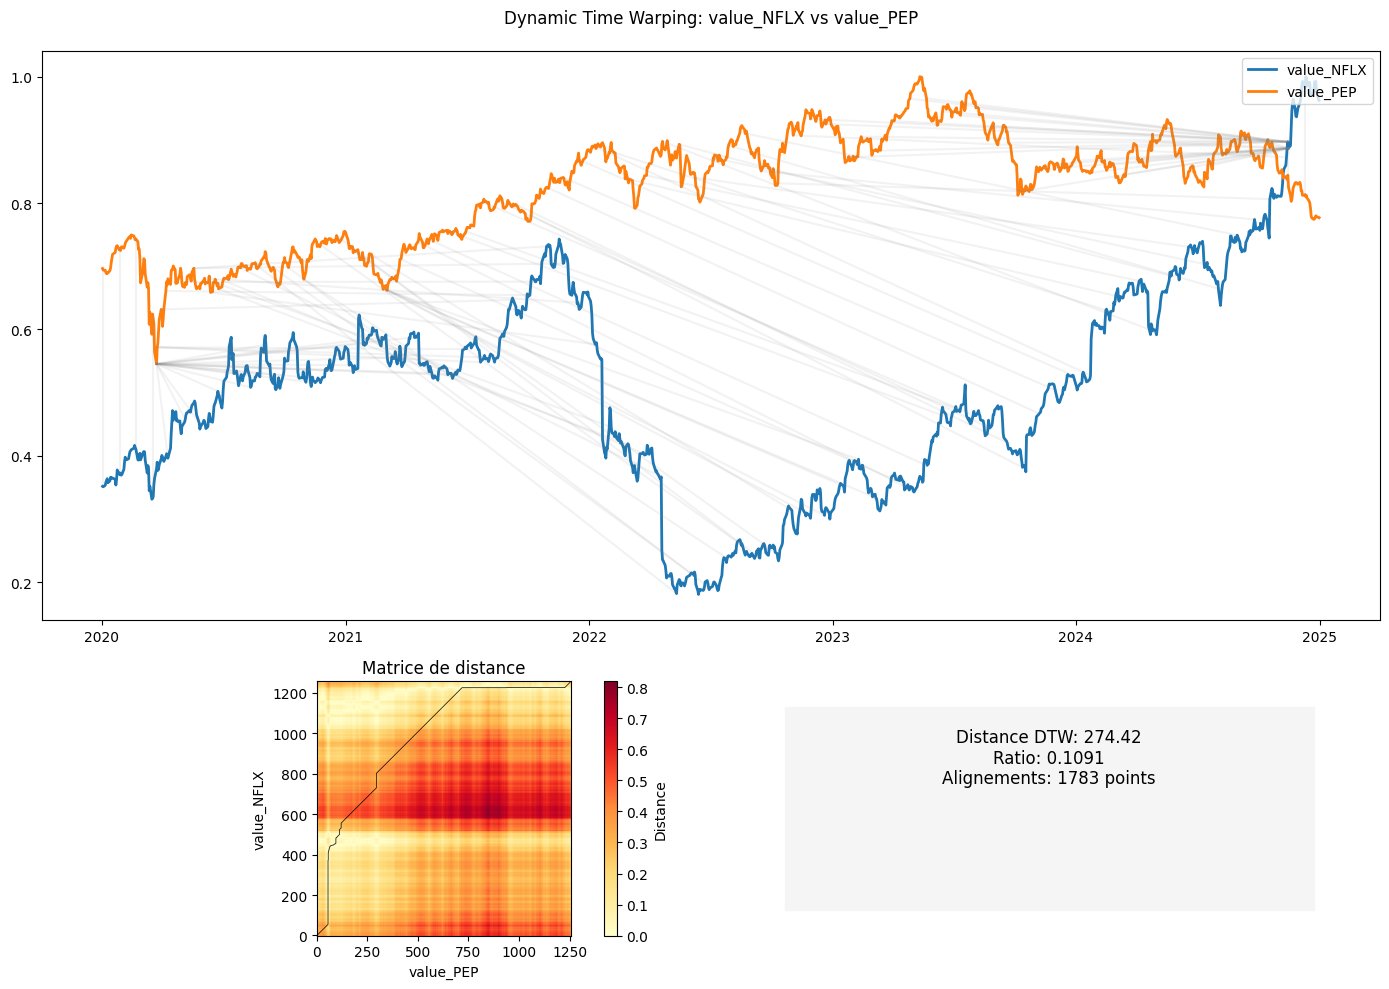 Dynamic Time Warping: value_NFLX vs value_PEP
value_NFLX
value_PEP
1.0
0.8
0.6
0.4
0.2
2020 2021 2022 2023 2024 2025
Matrice de distance
value_NFLX
1200
1000
800
600
400
200
0
0 250 500 750 1000 1250
value_PEP
0.8
0.7
0.6
0.5
0.4
0.3
0.2
0.1
0.0
Distance
Distance DTW: 274.42
Ratio: 0.1091
Alignements: 1783 points